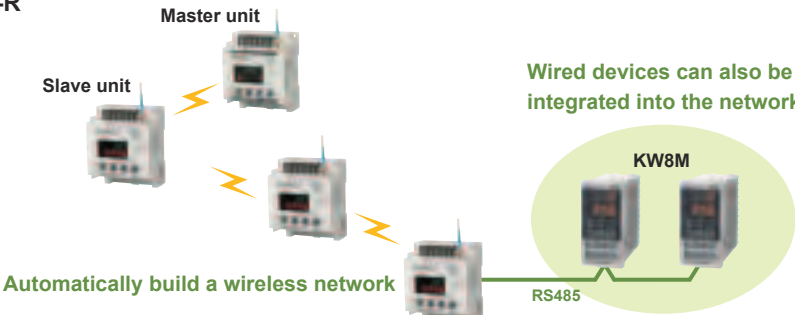 -R
Master unit
Slave unit
Wired devices can also be
integrated into the network
KW8M
Automatically build a wireless network
RS485